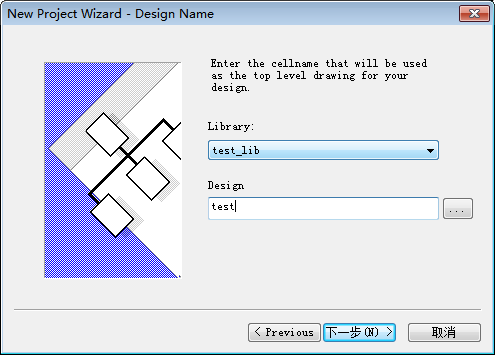 New Project Wizard - Design Name
Enter the cellname that will be used
as the top level drawing for your
design.
Library:
test_lib
Design
test
...
< Previous
下一步(N) >
取消